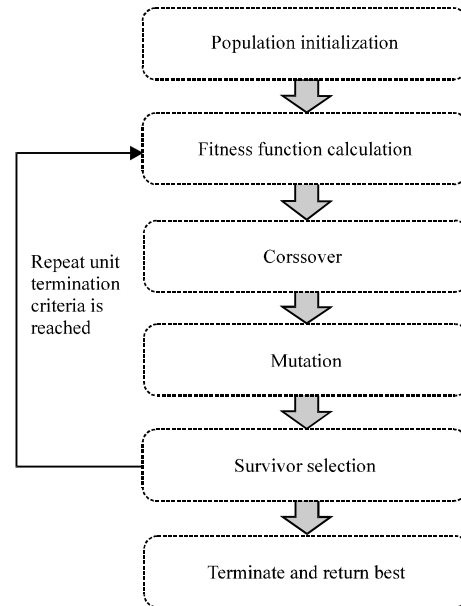 Population initialization
Fitness function calculation
Corssover
Repeat unit
termination
criteria is
reached
Mutation
Survivor selection
Terminate and return best